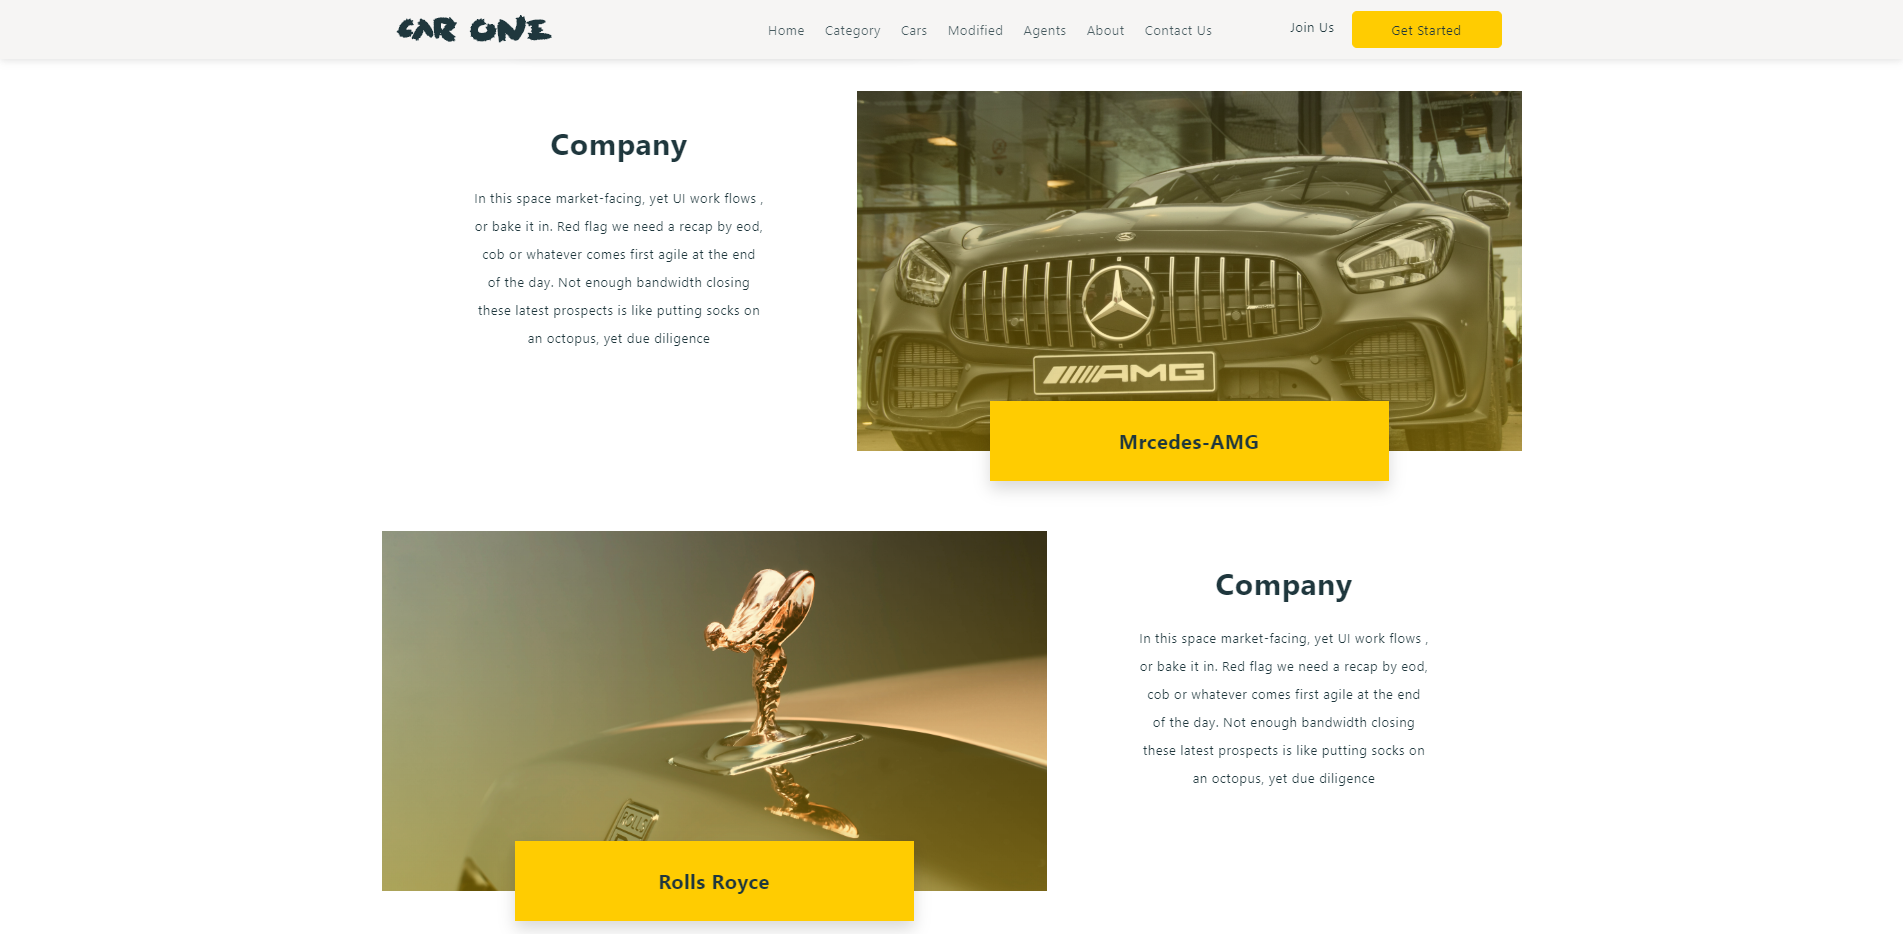 CAR ONE
Home Category Cars Modified Agents About Contact Us Join Us Get Started
Company
In this space market-facing, yet UI work flows ,
or bake it in. Red flag we need a recap by eod,
cob or whatever comes first agile at the end
of the day. Not enough bandwidth closing
these latest prospects is like putting socks on
an octopus, yet due diligence
AMG
Mrcedes-AMG
ROLLS
Rolls Royce
Company
In this space market-facing, yet UI work flows ,
or bake it in. Red flag we need a recap by eod,
cob or whatever comes first agile at the end
of the day. Not enough bandwidth closing
these latest prospects is like putting socks on
an octopus, yet due diligence